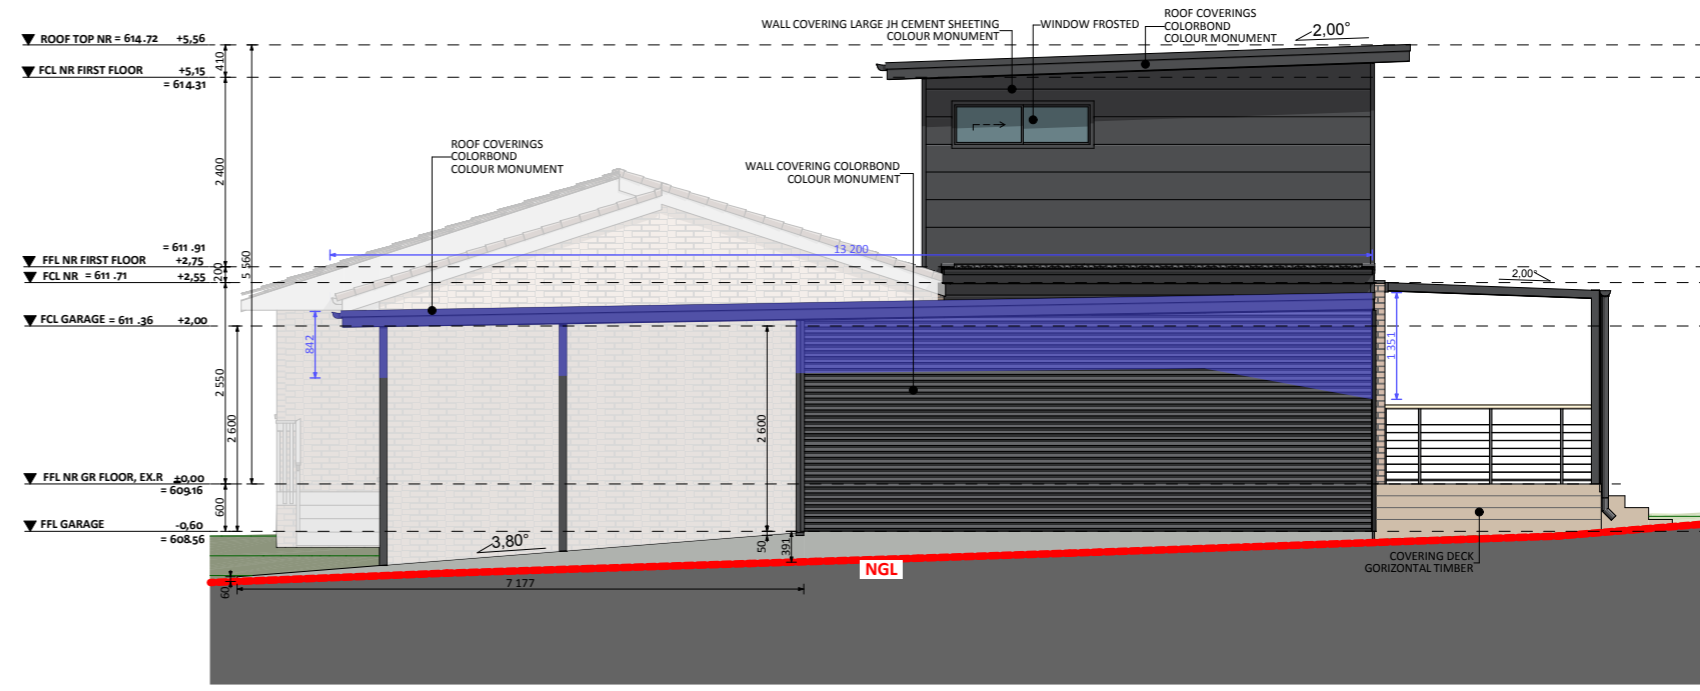 WALL COVERING LARGE JH CEMENT SHEETING
COLOUR MONUMENT
WINDOW FROSTED
ROOF COVERINGS
COLORBOND
COLOUR MONUMENT
2,00°
ROOF TOP NR = 614.72 +5,56
410
FCL NR FIRST FLOOR +5,15
= 614.31
2 400
ROOF COVERINGS
COLORBOND
COLOUR MONUMENT
WALL COVERING COLORBOND
COLOUR MONUMENT
= 611 .91
FFL NR FIRST FLOOR +2,75
200
5 560
13 200
FCL NR = 611 .71 +2,55
2,00°
FCL GARAGE = 611 .36 +2,00
842
1 351
2 550
2 600
2 600
FFL NR GR FLOOR, EX.R ±0,00
= 609.16
600
FFL GARAGE -0,60
= 608.56
3,80°
50
391
NGL
COVERING DECK
GORIZONTAL TIMBER
60
7 177